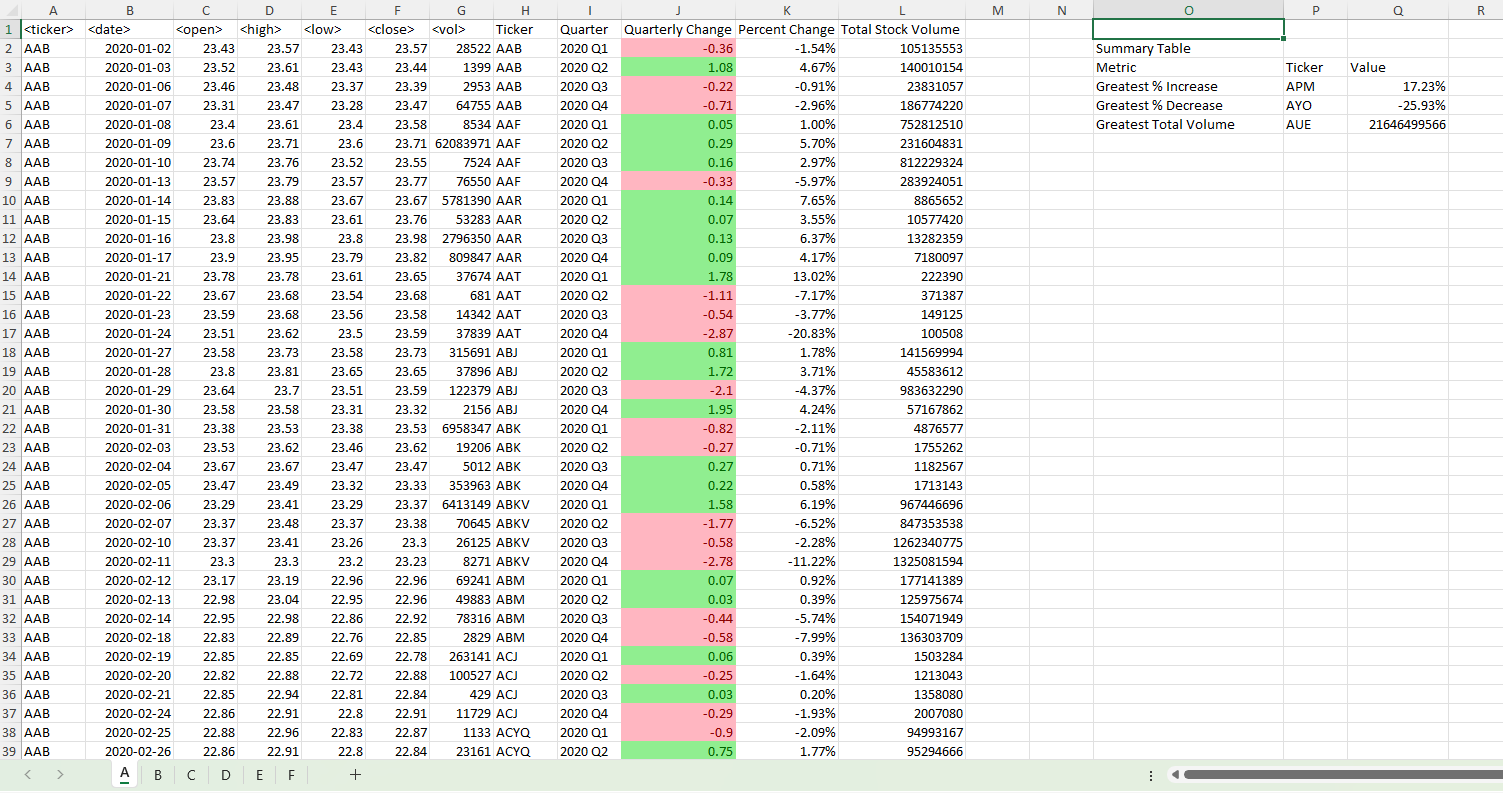 A B C D E F G H I J K L M N O P Q R
1 <ticker> <date> <open> <high> <low> <close> <vol> Ticker Quarter Quarterly Change Percent Change Total Stock Volume
2 AAB 2020-01-02 23.43 23.57 23.43 23.57 28522 AAB 2020 Q1 -0.36 -1.54% 105135553 Summary Table
3 AAB 2020-01-03 23.52 23.61 23.43 23.44 1399 AAB 2020 Q2 1.08 4.67% 140010154 Metric Ticker Value
4 AAB 2020-01-06 23.46 23.48 23.37 23.39 2953 AAB 2020 Q3 -0.22 -0.91% 23831057 Greatest % Increase APM 17.23%
5 AAB 2020-01-07 23.31 23.47 23.28 23.47 64755 AAB 2020 Q4 -0.71 -2.96% 186774220 Greatest % Decrease AYO -25.93%
6 AAB 2020-01-08 23.4 23.61 23.4 23.58 8534 AAF 2020 Q1 0.05 1.00% 752812510 Greatest Total Volume AUE 21646499566
7 AAB 2020-01-09 23.6 23.71 23.6 23.71 62083971 AAF 2020 Q2 0.29 5.70% 231604831
8 AAB 2020-01-10 23.74 23.76 23.52 23.55 7524 AAF 2020 Q3 0.16 2.97% 812229324
9 AAB 2020-01-13 23.57 23.79 23.57 23.77 76550 AAF 2020 Q4 -0.33 -5.97% 283924051
10 AAB 2020-01-14 23.83 23.88 23.67 23.67 5781390 AAR 2020 Q1 0.14 7.65% 8865652
11 AAB 2020-01-15 23.64 23.83 23.61 23.76 53283 AAR 2020 Q2 0.07 3.55% 10577420
12 AAB 2020-01-16 23.8 23.98 23.8 23.98 2796350 AAR 2020 Q3 0.13 6.37% 13282359
13 AAB 2020-01-17 23.9 23.95 23.79 23.82 809847 AAR 2020 Q4 0.09 4.17% 7180097
14 AAB 2020-01-21 23.78 23.78 23.61 23.65 37674 AAT 2020 Q1 1.78 13.02% 222390
15 AAB 2020-01-22 23.67 23.68 23.54 23.68 681 AAT 2020 Q2 -1.11 -7.17% 371387
16 AAB 2020-01-23 23.59 23.68 23.56 23.58 14342 AAT 2020 Q3 -0.54 -3.77% 149125
17 AAB 2020-01-24 23.51 23.62 23.5 23.59 37839 AAT 2020 Q4 -2.87 -20.83% 100508
18 AAB 2020-01-27 23.58 23.73 23.58 23.73 315691 ABJ 2020 Q1 0.81 1.78% 141569994
19 AAB 2020-01-28 23.8 23.81 23.65 23.65 37896 ABJ 2020 Q2 1.72 3.71% 45583612
20 AAB 2020-01-29 23.64 23.7 23.51 23.59 122379 ABJ 2020 Q3 -2.1 -4.37% 983632290
21 AAB 2020-01-30 23.58 23.58 23.31 23.32 2156 ABJ 2020 Q4 1.95 4.24% 57167862
22 AAB 2020-01-31 23.38 23.53 23.38 23.53 6958347 ABK 2020 Q1 -0.82 -2.11% 4876577
23 AAB 2020-02-03 23.53 23.62 23.46 23.62 19206 ABK 2020 Q2 -0.27 -0.71% 1755262
24 AAB 2020-02-04 23.67 23.67 23.47 23.47 5012 ABK 2020 Q3 0.27 0.71% 1182567
25 AAB 2020-02-05 23.47 23.49 23.32 23.33 353963 ABK 2020 Q4 0.22 0.58% 1713143
26 AAB 2020-02-06 23.29 23.41 23.29 23.37 6413149 ABKV 2020 Q1 1.58 6.19% 967446696
27 AAB 2020-02-07 23.37 23.48 23.37 23.38 70645 ABKV 2020 Q2 -1.77 -6.52% 847353538
28 AAB 2020-02-10 23.37 23.41 23.26 23.3 26125 ABKV 2020 Q3 -0.58 -2.28% 1262340775
29 AAB 2020-02-11 23.3 23.3 23.2 23.23 8271 ABKV 2020 Q4 -2.78 -11.22% 1325081594
30 AAB 2020-02-12 23.17 23.19 22.96 22.96 69241 ABM 2020 Q1 0.07 0.92% 177141389
31 AAB 2020-02-13 22.98 23.04 22.95 22.96 49883 ABM 2020 Q2 0.03 0.39% 125975674
32 AAB 2020-02-14 22.95 22.98 22.86 22.92 78316 ABM 2020 Q3 -0.44 -5.74% 154071949
33 AAB 2020-02-18 22.83 22.89 22.76 22.85 2829 ABM 2020 Q4 -0.58 -7.99% 136303709
34 AAB 2020-02-19 22.85 22.85 22.69 22.78 263141 ACJ 2020 Q1 0.06 0.39% 1503284
35 AAB 2020-02-20 22.82 22.88 22.72 22.88 100527 ACJ 2020 Q2 -0.25 -1.64% 1213043
36 AAB 2020-02-21 22.85 22.94 22.81 22.84 429 ACJ 2020 Q3 0.03 0.20% 1358080
37 AAB 2020-02-24 22.86 22.91 22.8 22.91 11729 ACJ 2020 Q4 -0.29 -1.93% 2007080
38 AAB 2020-02-25 22.88 22.96 22.83 22.87 1133 ACYQ 2020 Q1 -0.9 -2.09% 94993167
39 AAB 2020-02-26 22.86 22.91 22.8 22.84 23161 ACYQ 2020 Q2 0.75 1.77% 95294666
A B C D E F